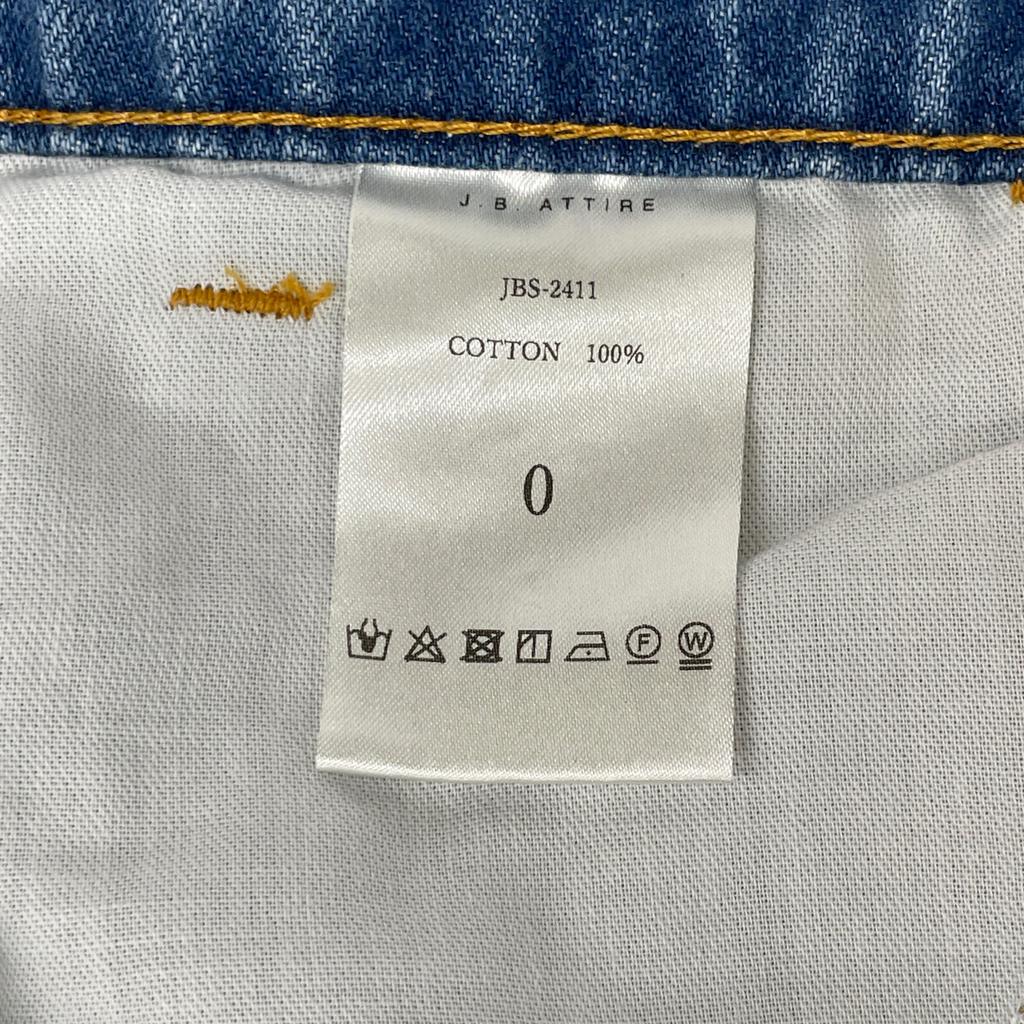 J. B. ATTIRE
JBS-2411
COTTON 100%
0
F W